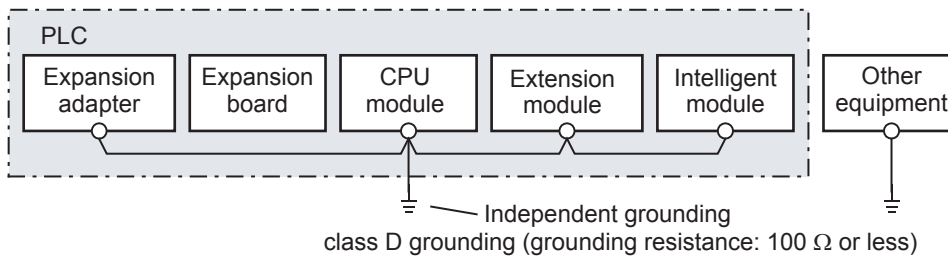 PLC
Expansion
adapter
Expansion
board
CPU
module
Extension
module
Intelligent
module
Other
equipment
Independent grounding
class D grounding (grounding resistance: 100 Ω or less)